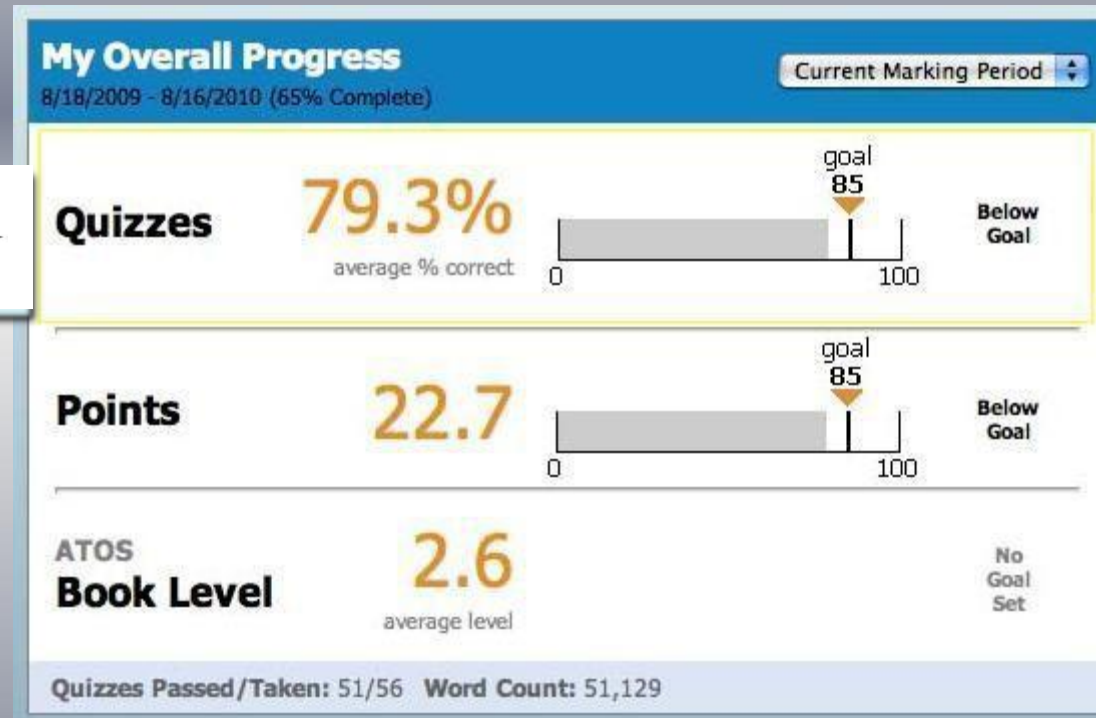 My Overall Progress
Current Marking Period
8/18/2009 - 8/16/2010 (65% Complete)
goal
85
Quizzes
79.3%
Below
Goal
average % correct
0
100
goal
85
Points
22.7
Below
Goal
0
100
ATOS
Book Level
2.6
No
Goal
Set
average level
Quizzes Passed/Taken: 51/56 Word Count: 51,129